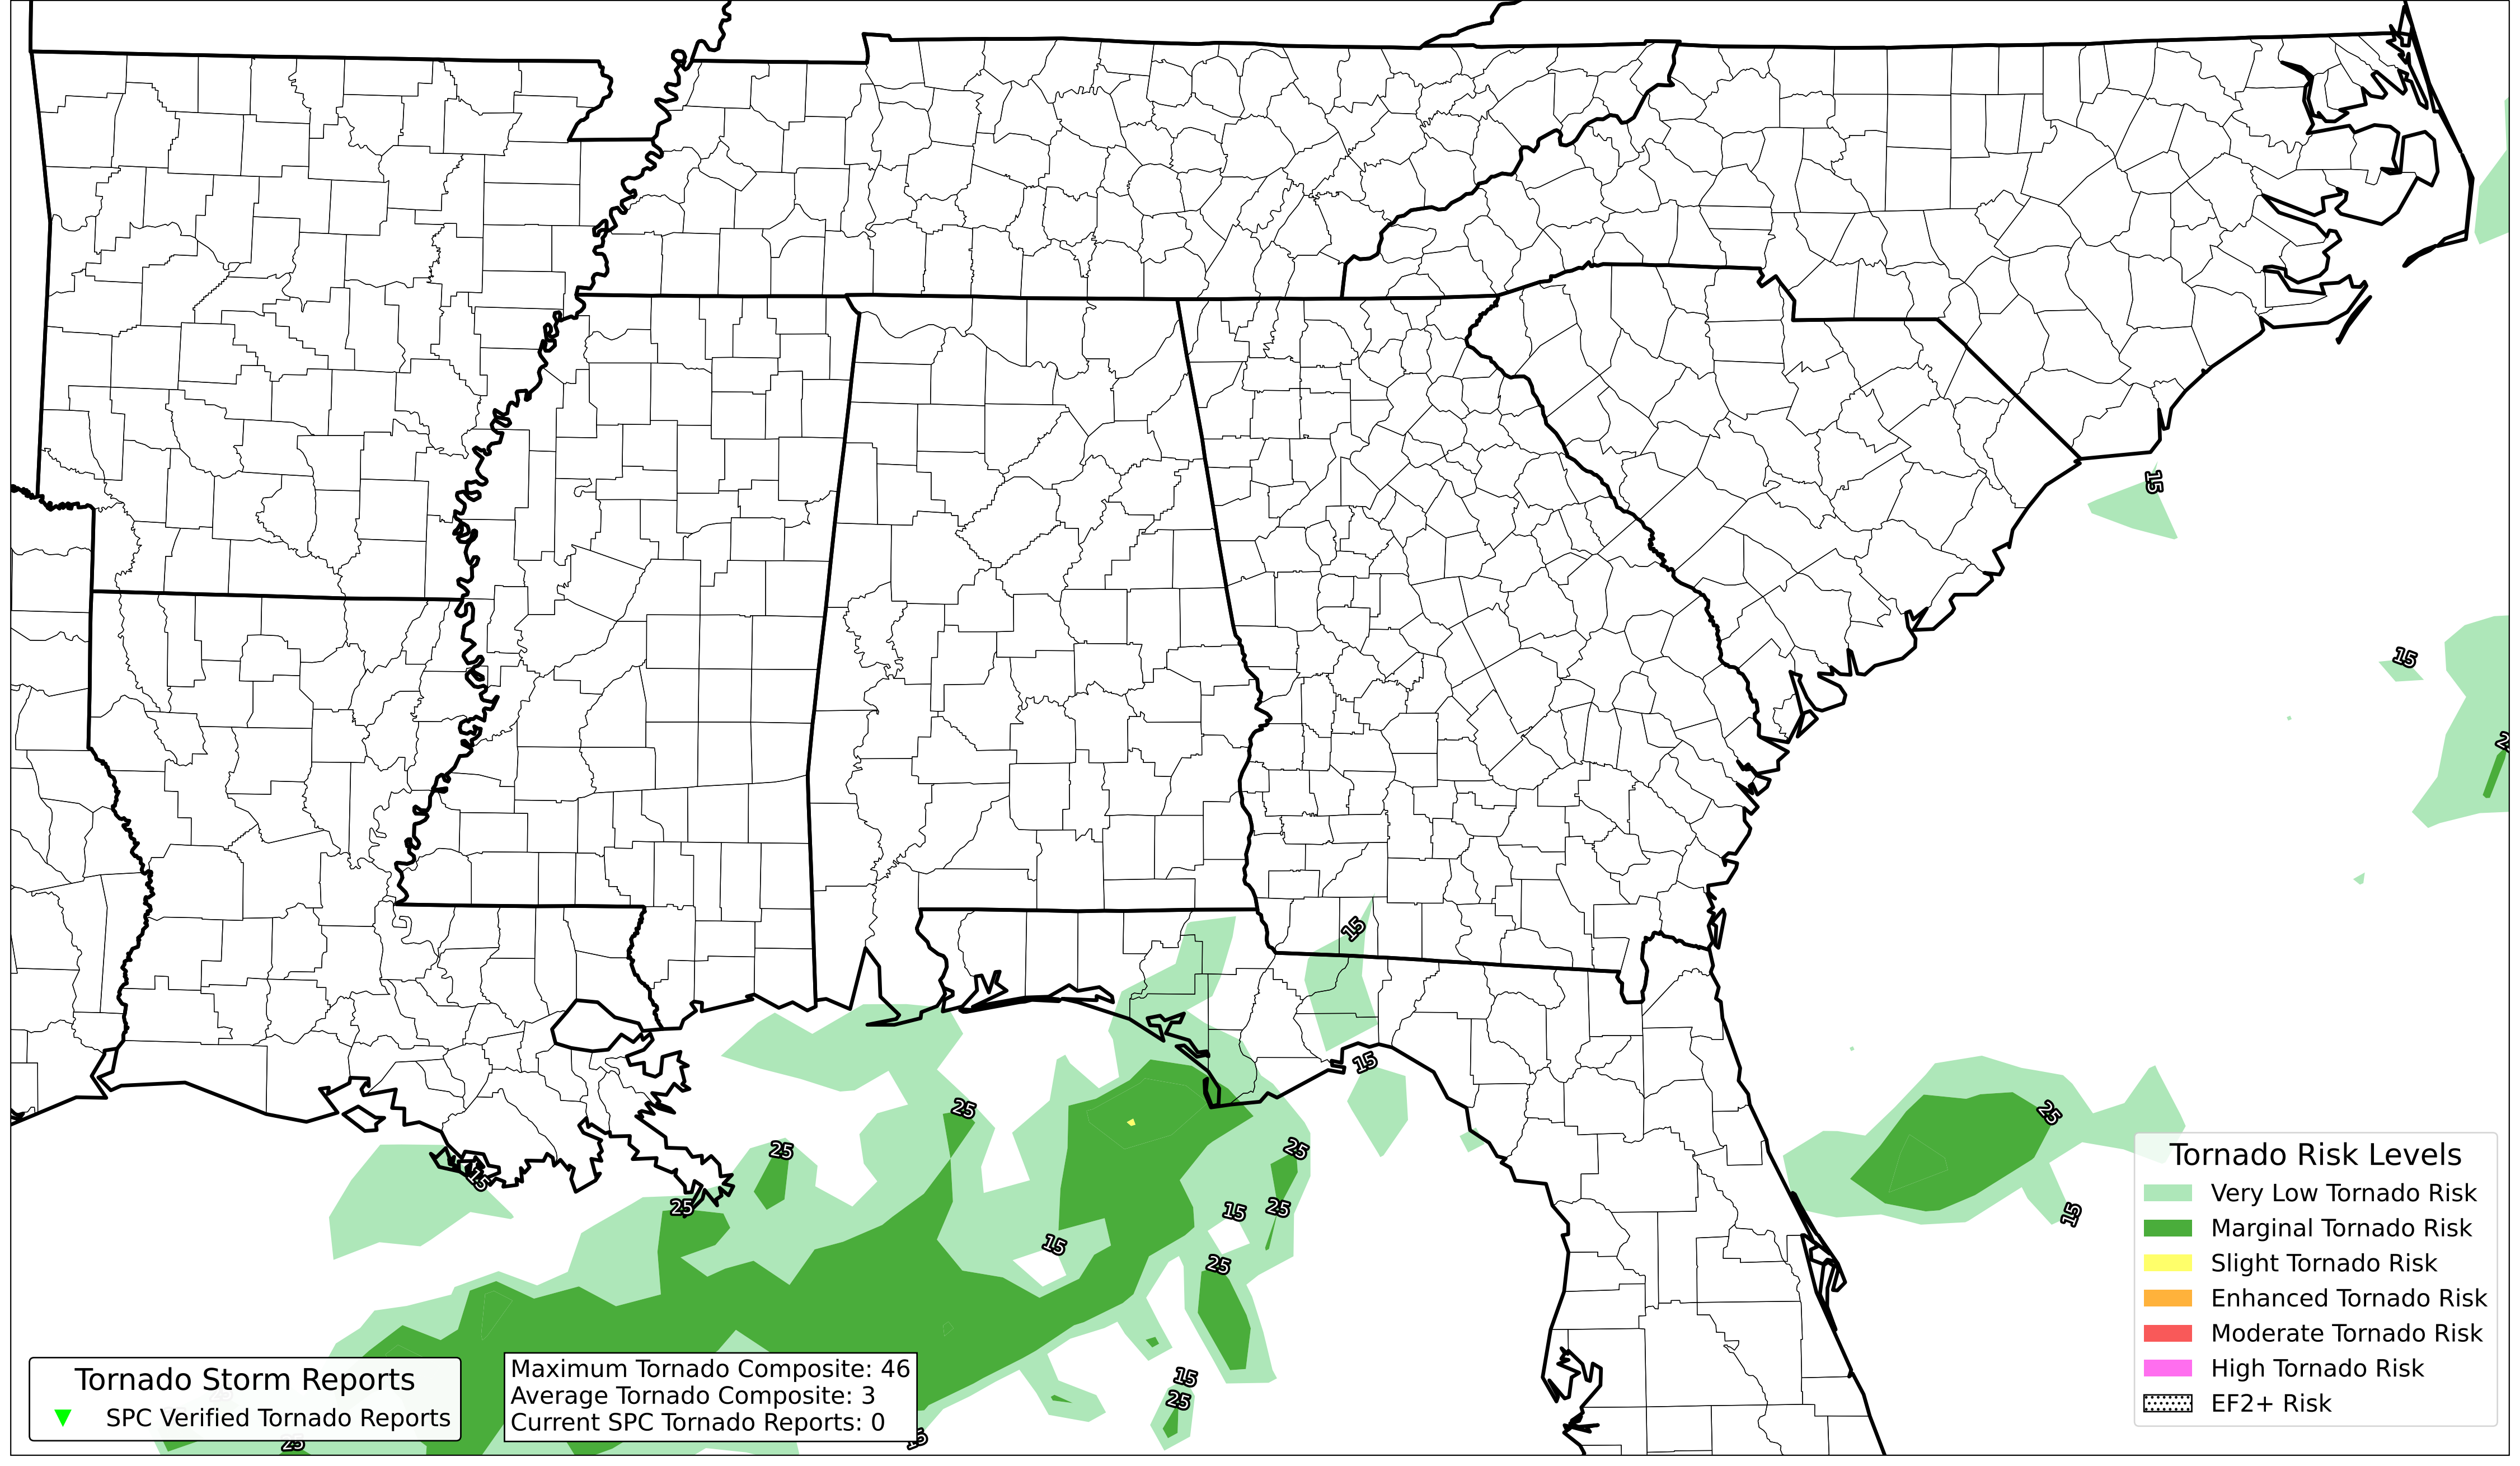 15
15
2
15
15
25
25
25
25
15
25
15
25
15
25
15
15
25
15
25
Tornado Risk Levels
Very Low Tornado Risk
Marginal Tornado Risk
Slight Tornado Risk
Enhanced Tornado Risk
Moderate Tornado Risk
High Tornado Risk
EF2+ Risk
Tornado Storm Reports
SPC Verified Tornado Reports
Maximum Tornado Composite: 46
Average Tornado Composite: 3
Current SPC Tornado Reports: 0